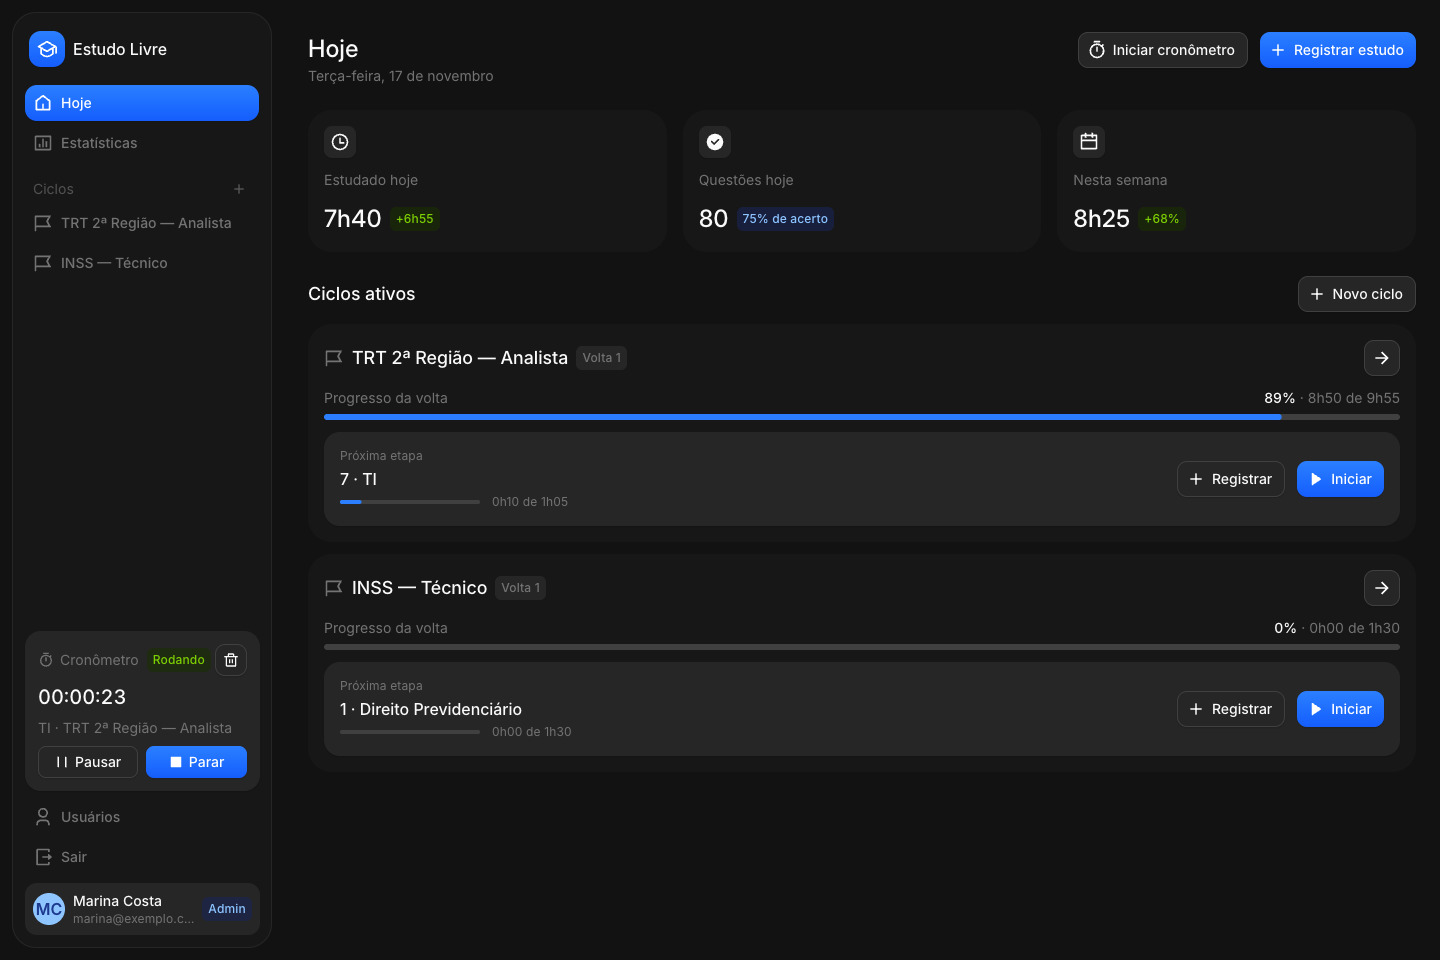 Estudo Livre
Hoje
Estatísticas
Ciclos
TRT 2ª Região — Analista
INSS — Técnico
Cronômetro
Rodando
00:00:23
TI · TRT 2ª Região — Analista
Pausar
Parar
Usuários
Sair
MC
Marina Costa
marina@exemplo.c...
Admin
Hoje
Terça-feira, 17 de novembro
Iniciar cronômetro
Registrar estudo
Estudado hoje
7h40 +6h55
Questões hoje
80 75% de acerto
Nesta semana
8h25 +68%
Ciclos ativos
Novo ciclo
TRT 2ª Região — Analista Volta 1
Progresso da volta
89% · 8h50 de 9h55
Próxima etapa
7 · TI
0h10 de 1h05
Registrar
Iniciar
INSS — Técnico Volta 1
Progresso da volta
0% · 0h00 de 1h30
Próxima etapa
1 · Direito Previdenciário
0h00 de 1h30
Registrar
Iniciar